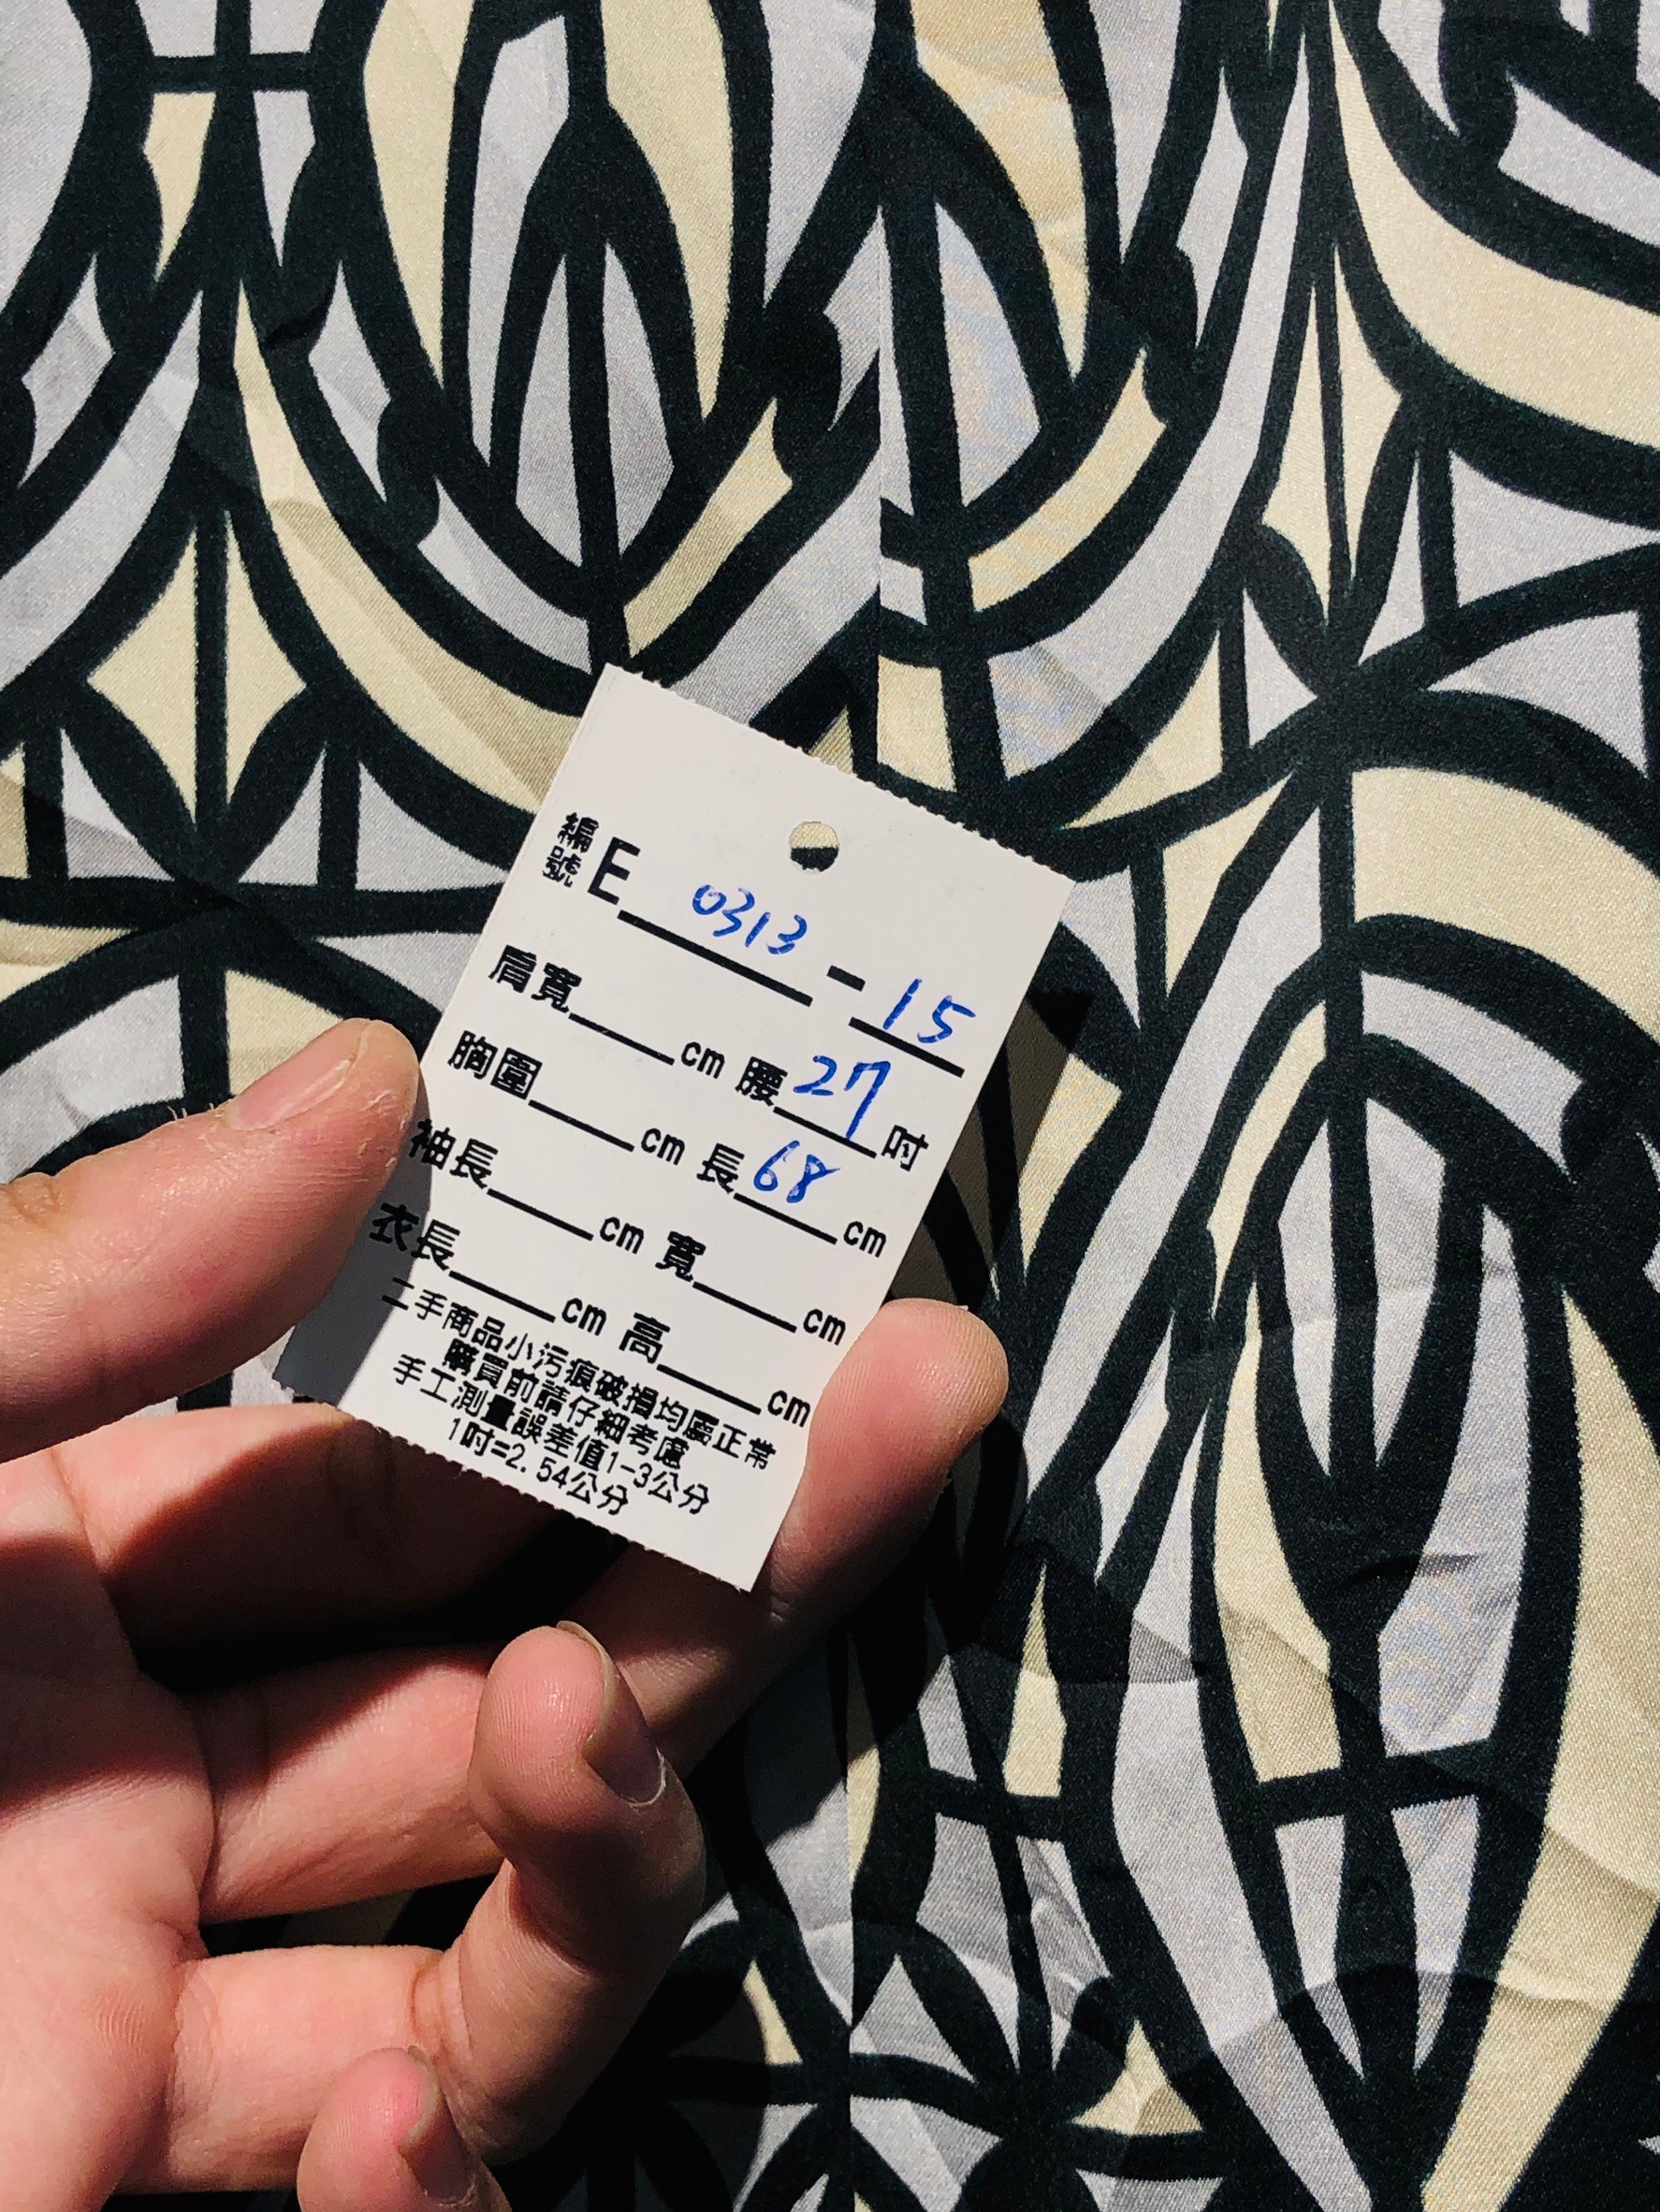 編號 E 0313 - 15
肩寬 cm 腰 27 吋
胸圍 cm 長 68 cm
袖長 cm 寬 cm
衣長 cm 高 cm
二手商品小污痕破損均屬正常
購買前請仔細考慮
手工測量誤差值1-3公分
1吋=2.54公分